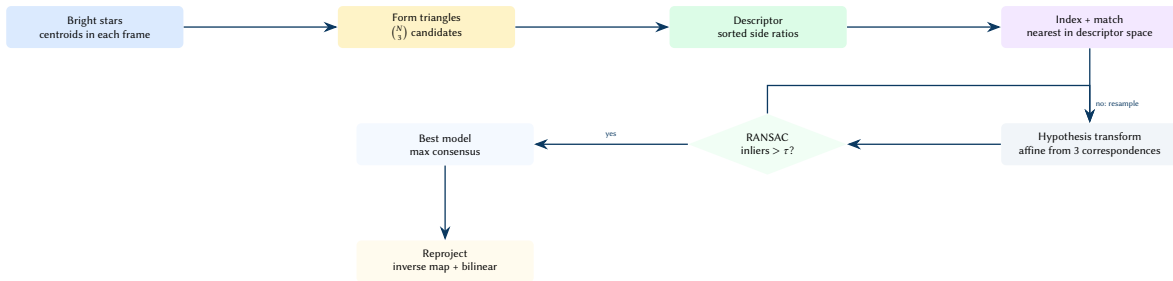 Bright stars
centroids in each frame
Form triangles
(N 3) candidates
Descriptor
sorted side ratios
Index + match
nearest in descriptor space
no: resample
Best model
max consensus
yes
RANSAC
inliers > τ?
Hypothesis transform
affine from 3 correspondences
Reproject
inverse map + bilinear